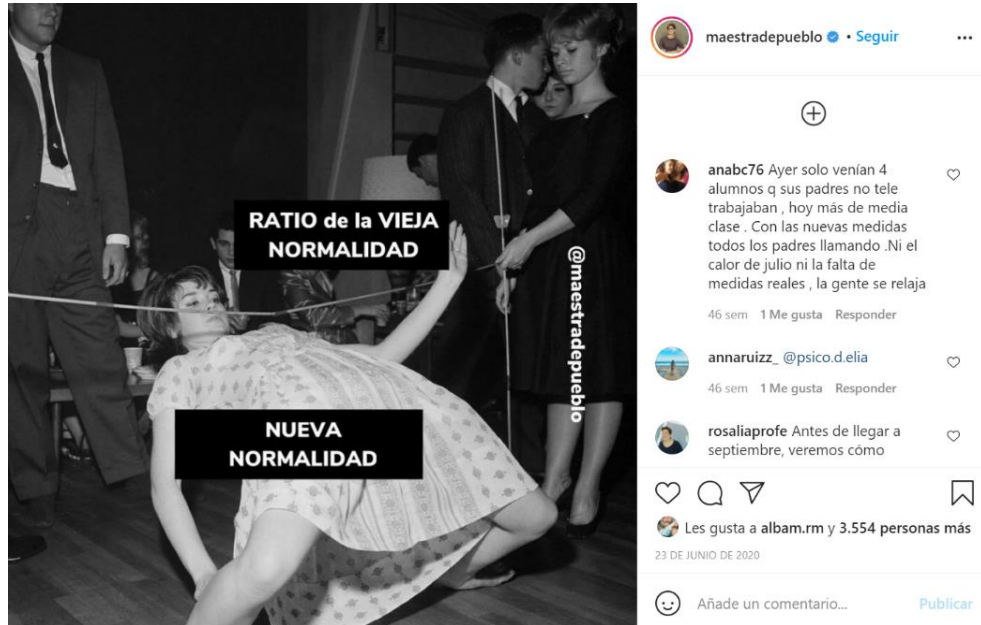 RATIO de la VIEJA
NORMALIDAD
NUEVA
NORMALIDAD
@maestradepueblo
maestradepueblo • Seguir
anabc76 Ayer solo venían 4
alumnos q sus padres no tele
trabajaban , hoy más de media
clase . Con las nuevas medidas
todos los padres llamando .Ni el
calor de julio ni la falta de
medidas reales , la gente se relaja
46 sem 1 Me gusta Responder
annaruizz_ @psico.d.elia
46 sem 1 Me gusta Responder
rosaliaprofe Antes de llegar a
septiembre, veremos cómo
Les gusta a albam.rm y 3.554 personas más
23 DE JUNIO DE 2020
Añade un comentario... Publicar